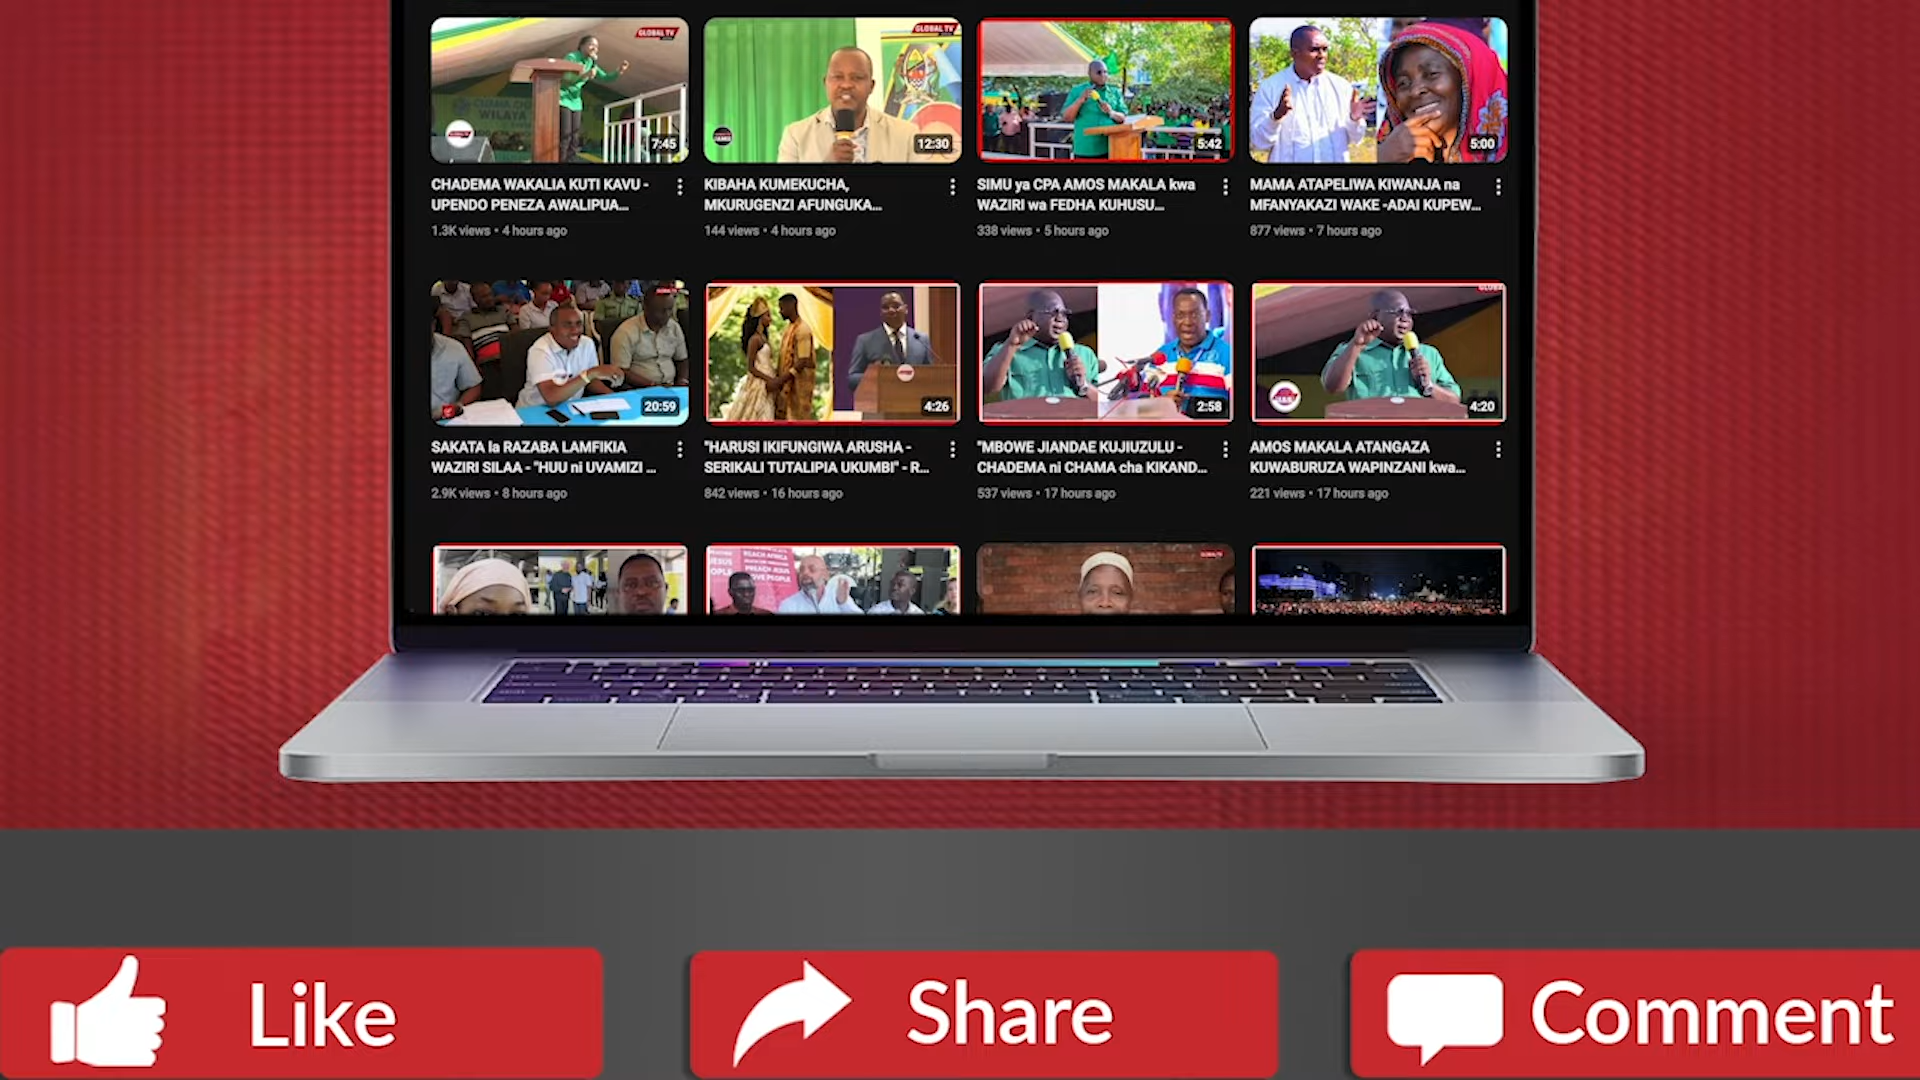 GLOBAL TV
GLOBAL TV
WILAYA
7:45
12:30
5:42
5:00
CHADEMA WAKALIA KUTI KAVU -
UPENDO PENEZA AWALIPUA...
1.3K views • 4 hours ago
KIBAHA KUMEKUCHA,
MKURUGENZI AFUNGUKA...
144 views • 4 hours ago
SIMU ya CPA AMOS MAKALA kwa
WAZIRI wa FEDHA KUHUSU...
338 views • 5 hours ago
MAMA ATAPELIWA KIWANJA na
MFANYAKAZI WAKE -ADAI KUPEW...
877 views • 7 hours ago
20:59
4:26
2:58
4:20
SAKATA la RAZABA LAMFIKIA
WAZIRI SILAA - "HUU ni UVAMIZI ...
2.9K views • 8 hours ago
"HARUSI IKIFUNGIWA ARUSHA -
SERIKALI TUTALIPIA UKUMBI" - R...
842 views • 16 hours ago
"MBOWE JIANDAE KUJIUZULU -
CHADEMA ni CHAMA cha KIKAND...
537 views • 17 hours ago
AMOS MAKALA ATANGAZA
KUWABURUZA WAPINZANI kwa...
221 views • 17 hours ago
Like
Share
Comment